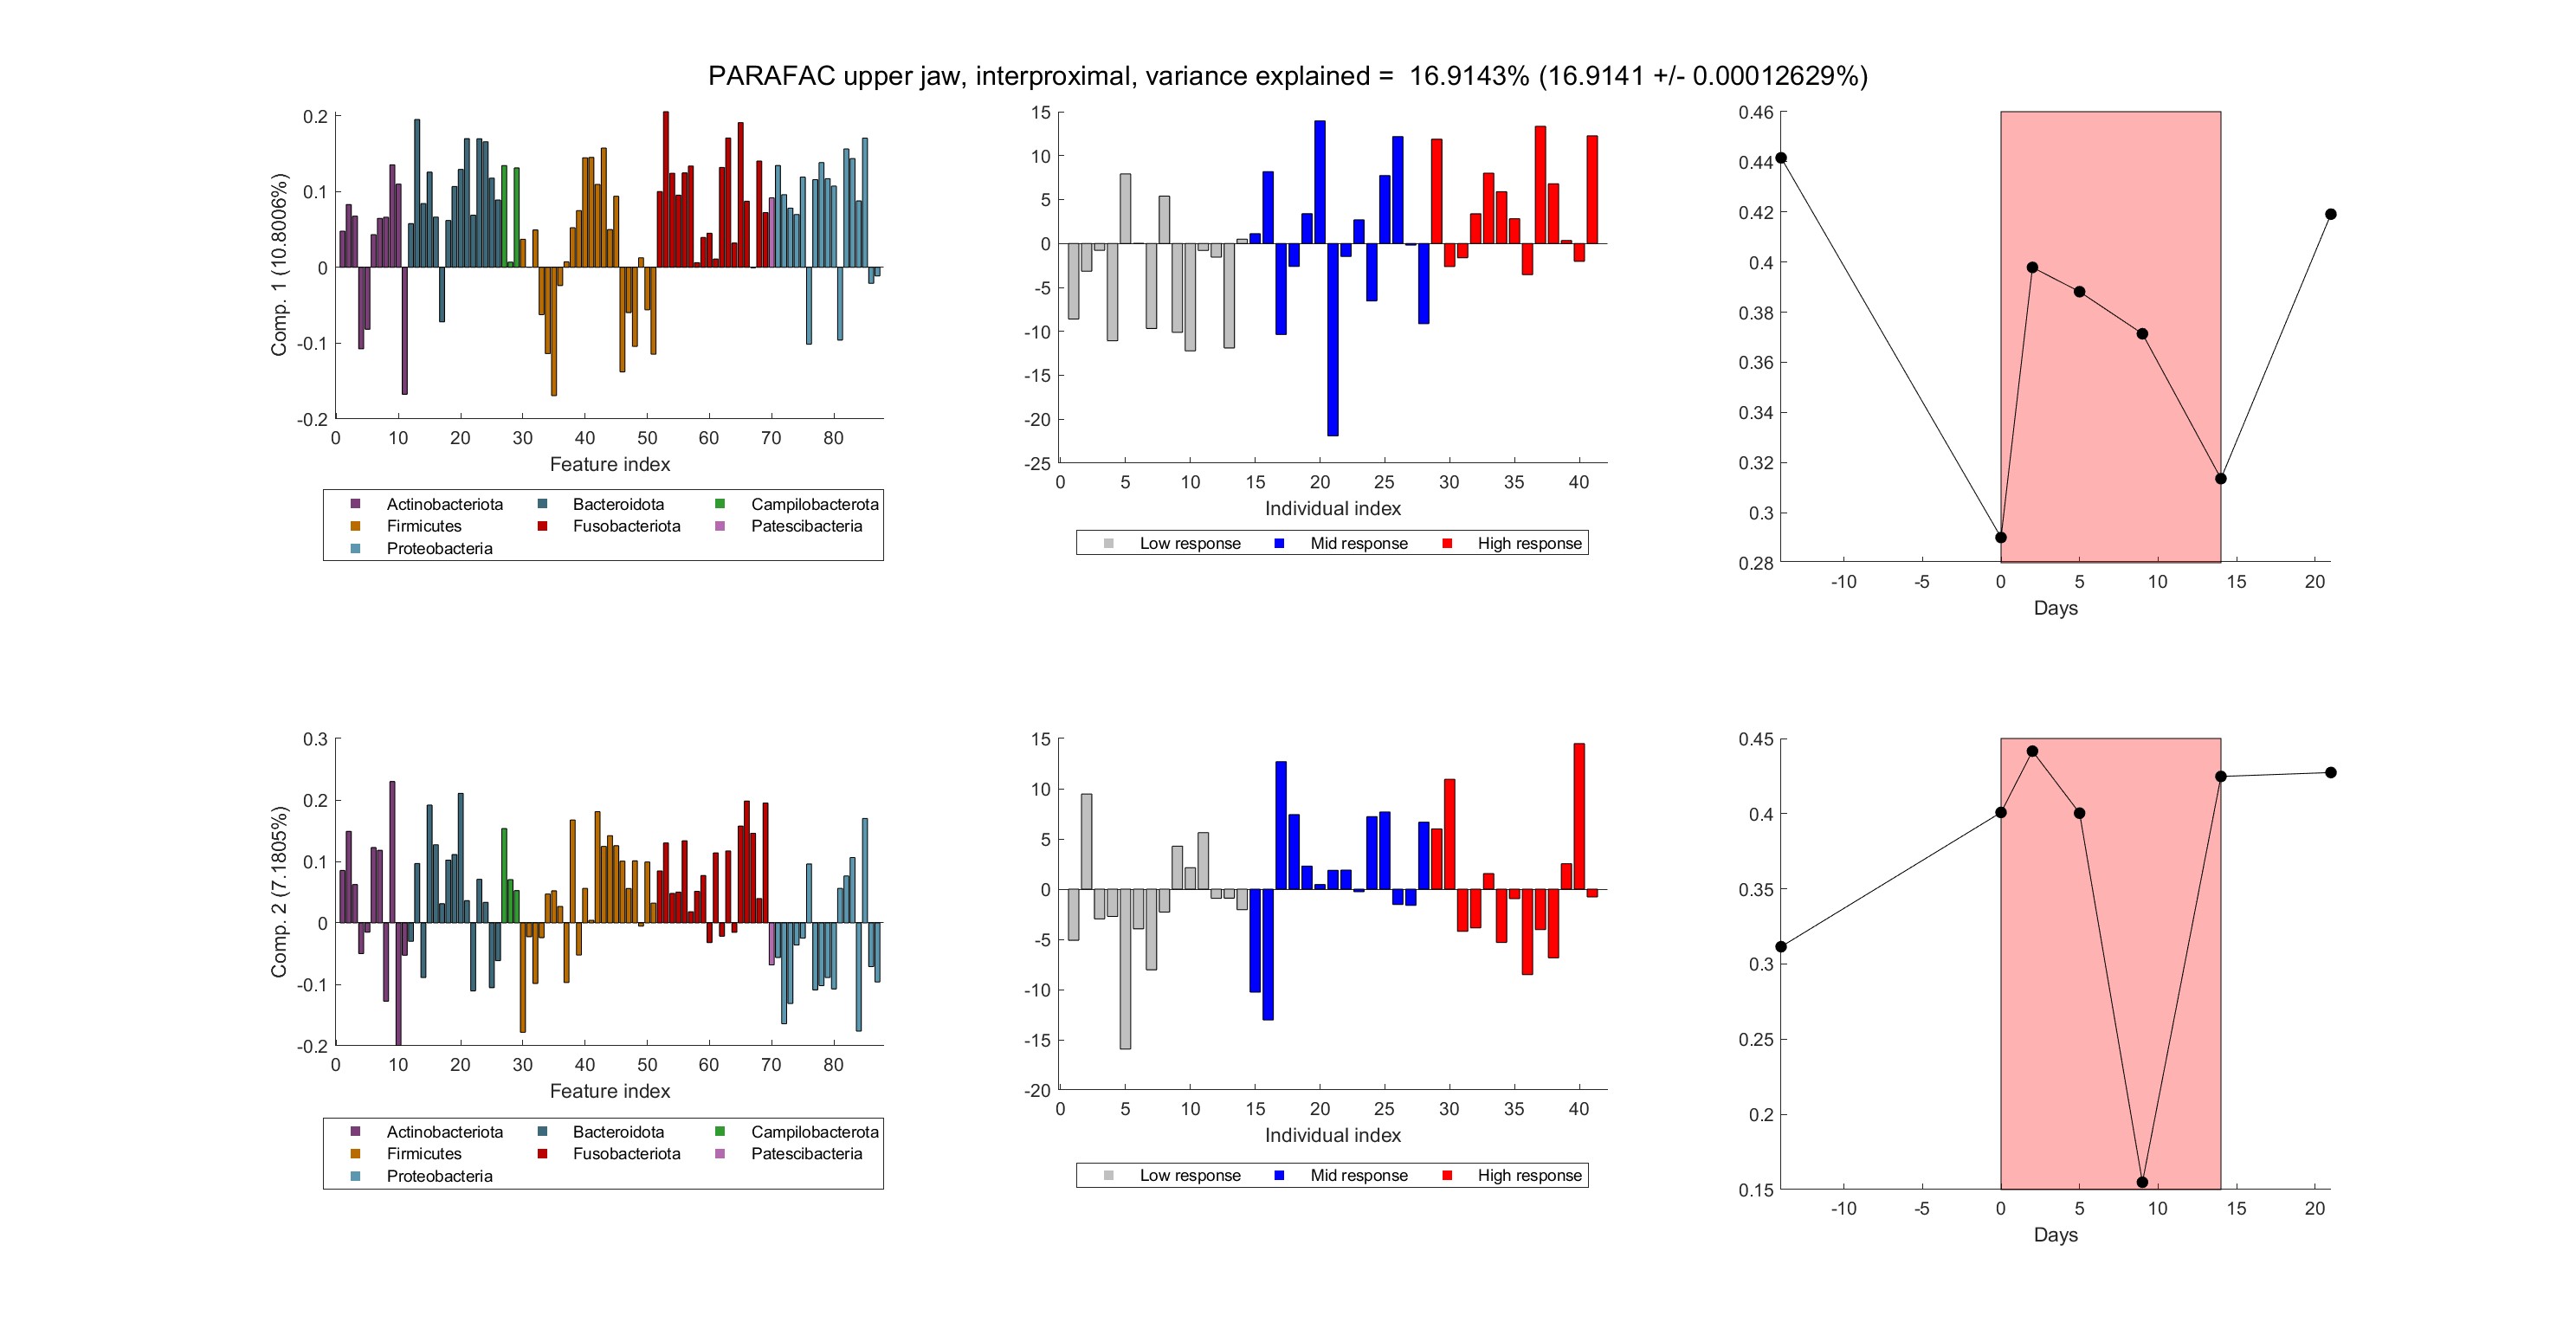 PARAFAC upper jaw, interproximal, variance explained =  16.9143% (16.9141 +/- 0.00012629%)
Comp. 1 (10.8006%)
0.2
0.1
0
-0.1
-0.2
0 10 20 30 40 50 60 70 80
Feature index
Actinobacteriota Bacteroidota Campilobacterota
Firmicutes Fusobacteriota Patescibacteria
Proteobacteria
15
10
5
0
-5
-10
-15
-20
-25
0 5 10 15 20 25 30 35 40
Individual index
Low response Mid response High response
0.46
0.44
0.42
0.4
0.38
0.36
0.34
0.32
0.3
0.28
-10 -5 0 5 10 15 20
Days
Comp. 2 (7.1805%)
0.3
0.2
0.1
0
-0.1
-0.2
0 10 20 30 40 50 60 70 80
Feature index
Actinobacteriota Bacteroidota Campilobacterota
Firmicutes Fusobacteriota Patescibacteria
Proteobacteria
15
10
5
0
-5
-10
-15
-20
0 5 10 15 20 25 30 35 40
Individual index
Low response Mid response High response
0.45
0.4
0.35
0.3
0.25
0.2
0.15
-10 -5 0 5 10 15 20
Days